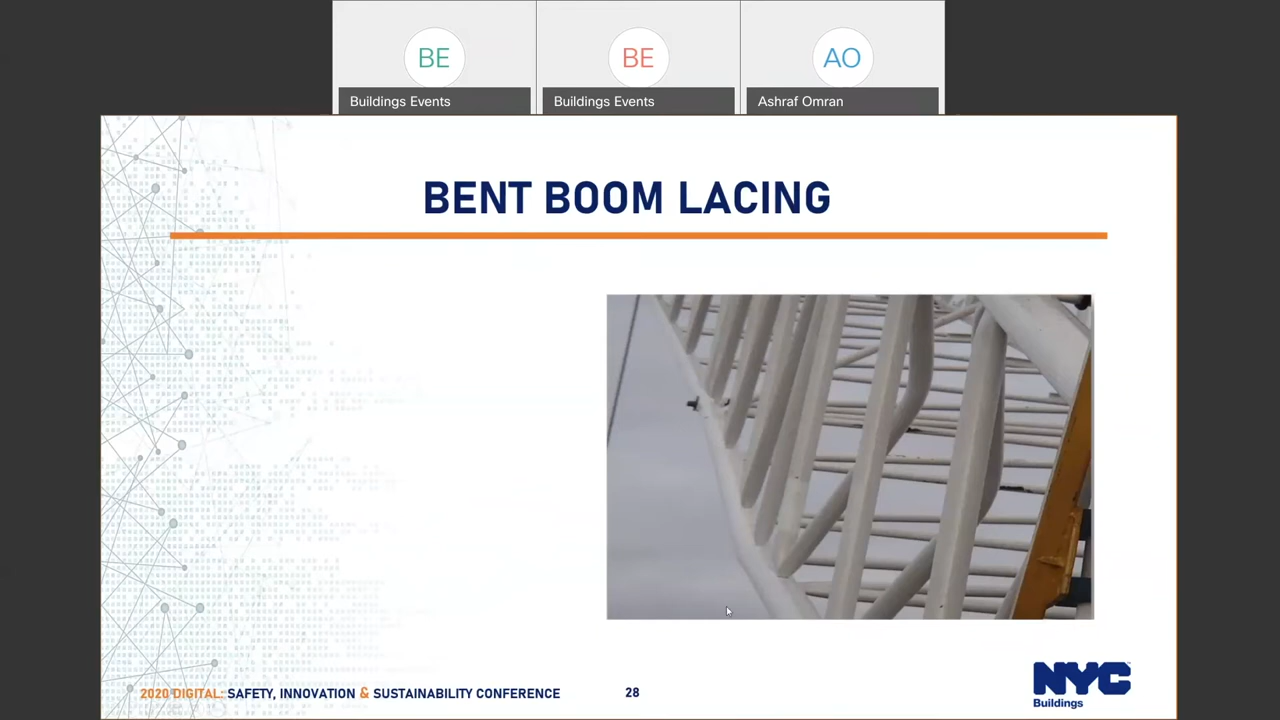 BE
BE
AO
Buildings Events
Buildings Events
Ashraf Omran
BENT BOOM LACING
2020 DIGITAL: SAFETY, INNOVATION & SUSTAINABILITY CONFERENCE
28
NYC
Buildings